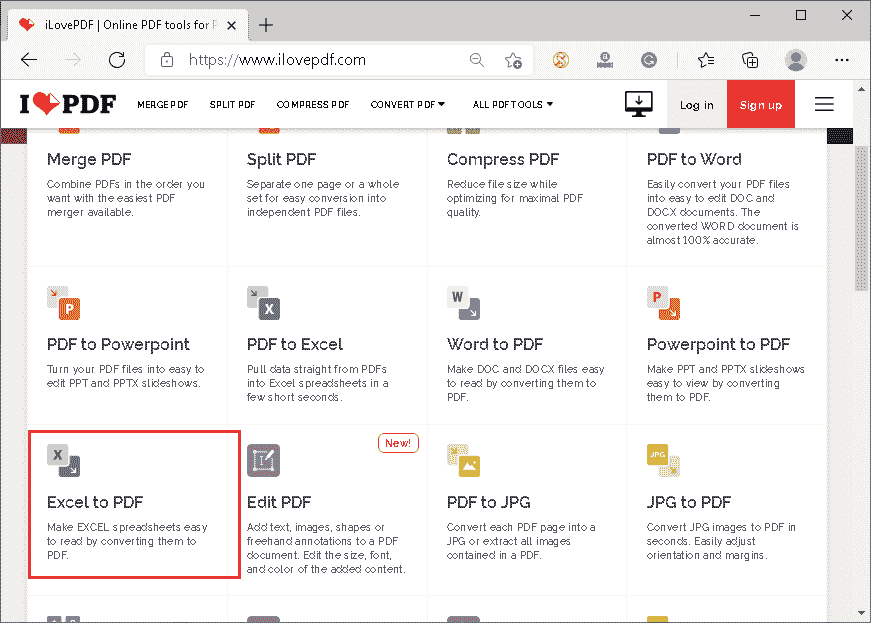 iLovePDF | Online PDF tools for P
https://www.ilovepdf.com
I PDF
MERGE PDF
SPLIT PDF
COMPRESS PDF
CONVERT PDF
ALL PDF TOOLS
Log in
Sign up
Merge PDF
Combine PDFs in the order you
want with the easiest PDF
merger available.
Split PDF
Separate one page or a whole
set for easy conversion into
independent PDF files.
Compress PDF
Reduce file size while
optimizing for maximal PDF
quality.
PDF to Word
Easily convert your PDF files
into easy to edit DOC and
DOCX documents. The
converted WORD document is
almost 100% accurate.
P
PDF to Powerpoint
Turn your PDF files into easy to
edit PPT and PPTX slideshows.
X
PDF to Excel
Pull data straight from PDFs
into Excel spreadsheets in a
few short seconds.
W
Word to PDF
Make DOC and DOCX files easy
to read by converting them to
PDF.
P
Powerpoint to PDF
Make PPT and PPTX slideshows
easy to view by converting
them to PDF.
X
Excel to PDF
Make EXCEL spreadsheets easy
to read by converting them to
PDF.
New!
Edit PDF
Add text, images, shapes or
freehand annotations to a PDF
document. Edit the size, font,
and color of the added content.
PDF to JPG
Convert each PDF page into a
JPG or extract all images
contained in a PDF.
JPG
JPG to PDF
Convert JPG images to PDF in
seconds. Easily adjust
orientation and margins.